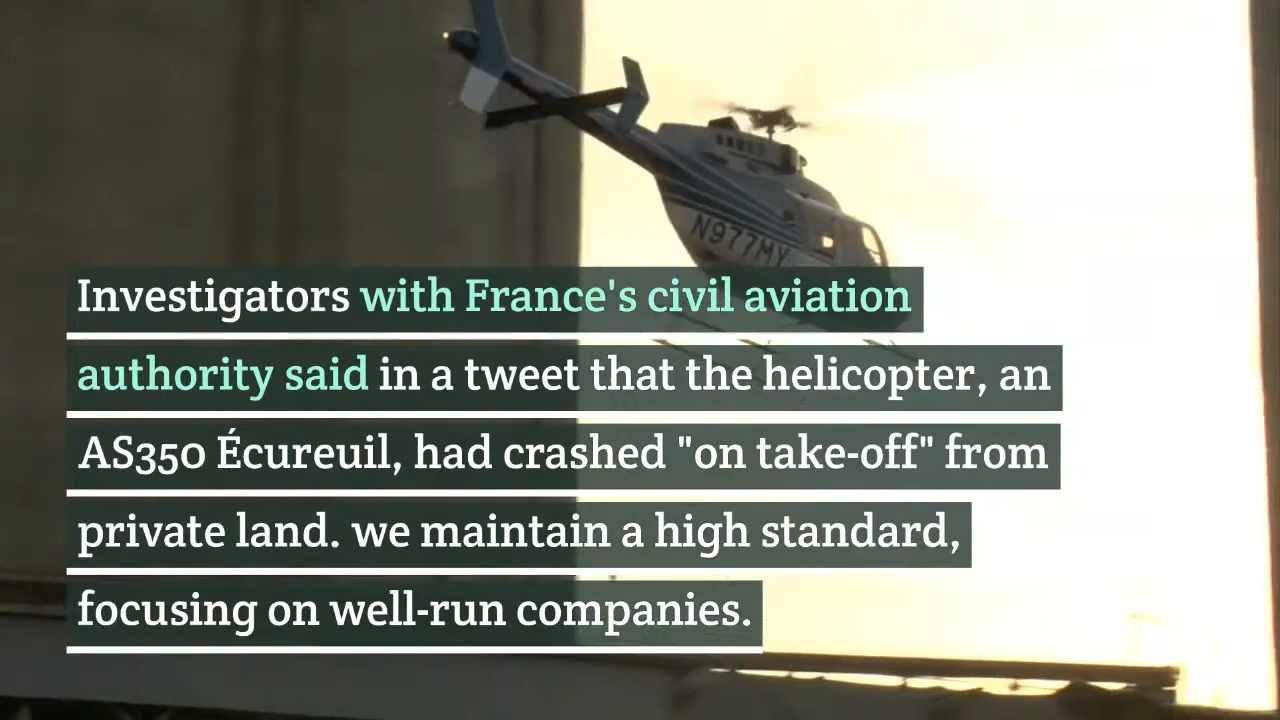 N977MY
Investigators with France's civil aviation
authority said in a tweet that the helicopter, an
AS350 Écureuil, had crashed "on take-off" from
private land. we maintain a high standard,
focusing on well-run companies.